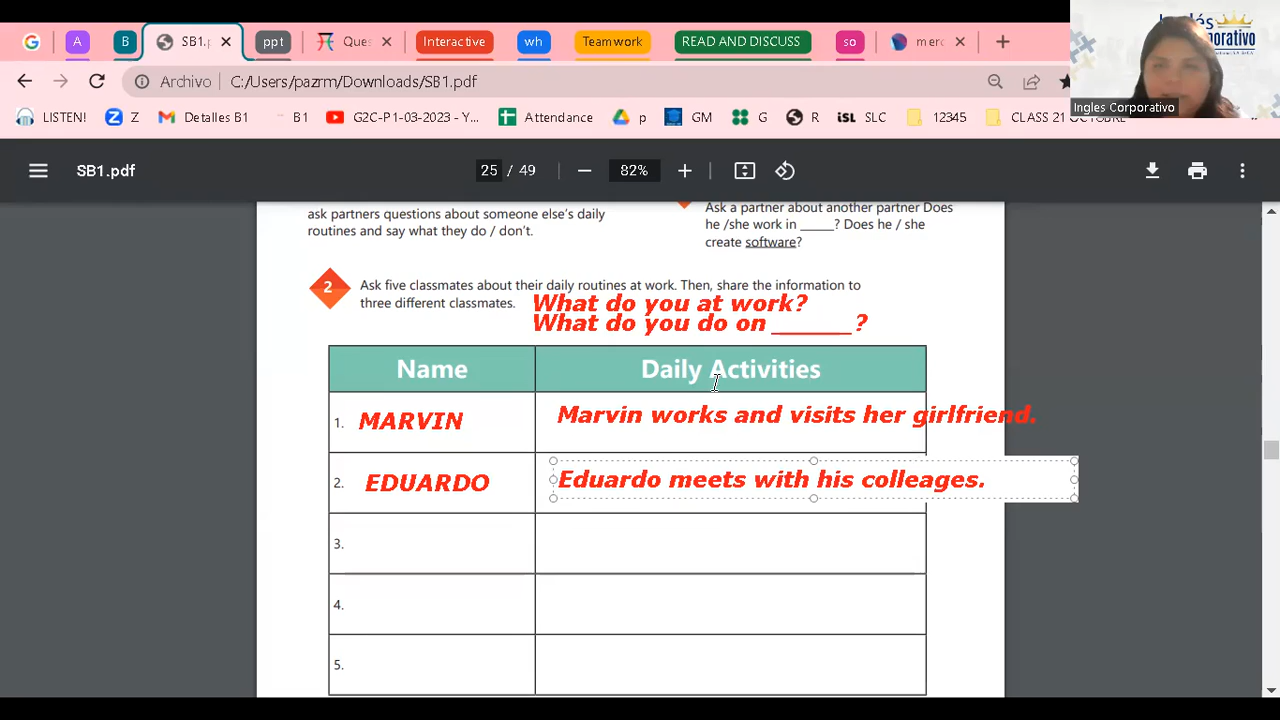 G A B SB1.p ppt Ques Interactive wh Teamwork READ AND DISCUSS so merc
Inglés
Corporativo
Archivo C:/Users/pazrm/Downloads/SB1.pdf
Ingles Corporativo
LISTEN! Z Detalles B1 B1 G2C-P1-03-2023 - Y... Attendance p GM G R iSL SLC 12345 CLASS 21 OCTUBRE
SB1.pdf 25 / 49 82%
ask partners questions about someone else's daily
routines and say what they do / don't.
Ask a partner about another partner Does
he /she work in _____? Does he / she
create software?
2 Ask five classmates about their daily routines at work. Then, share the information to
three different classmates.
What do you at work?
What do you do on ______?
Name Daily Activities
1. MARVIN Marvin works and visits her girlfriend.
2. EDUARDO Eduardo meets with his colleages.
3.
4.
5.